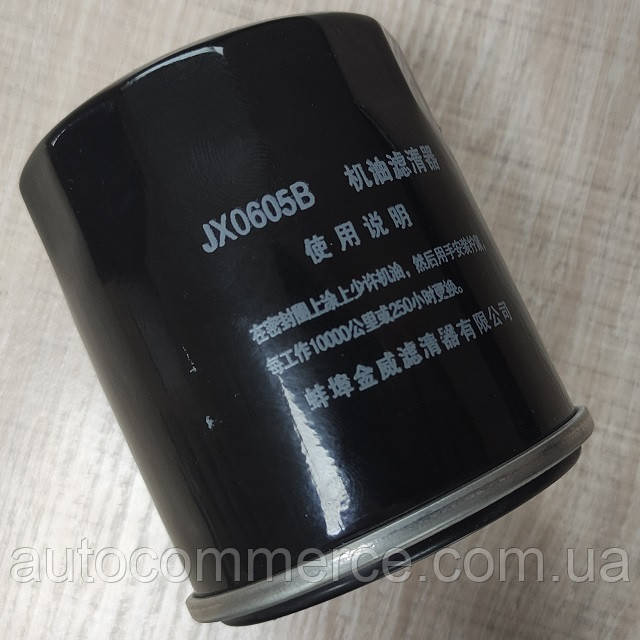 JX0605B 机油滤清器
使用说明
在密封圈上涂上少许机油，然后用手安装拧紧，
每工作10000公里或250小时更换。
蚌埠金威滤清器有限公司
https://autocommerce.com.ua